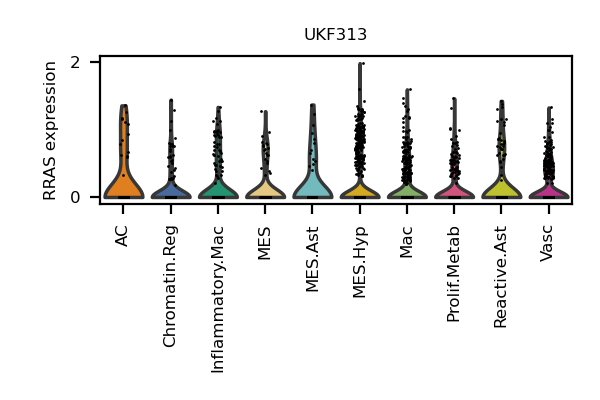 UKF313
RRAS expression
2
0
AC
Chromatin.Reg
Inflammatory.Mac
MES
MES.Ast
MES.Hyp
Mac
Prolif.Metab
Reactive.Ast
Vasc